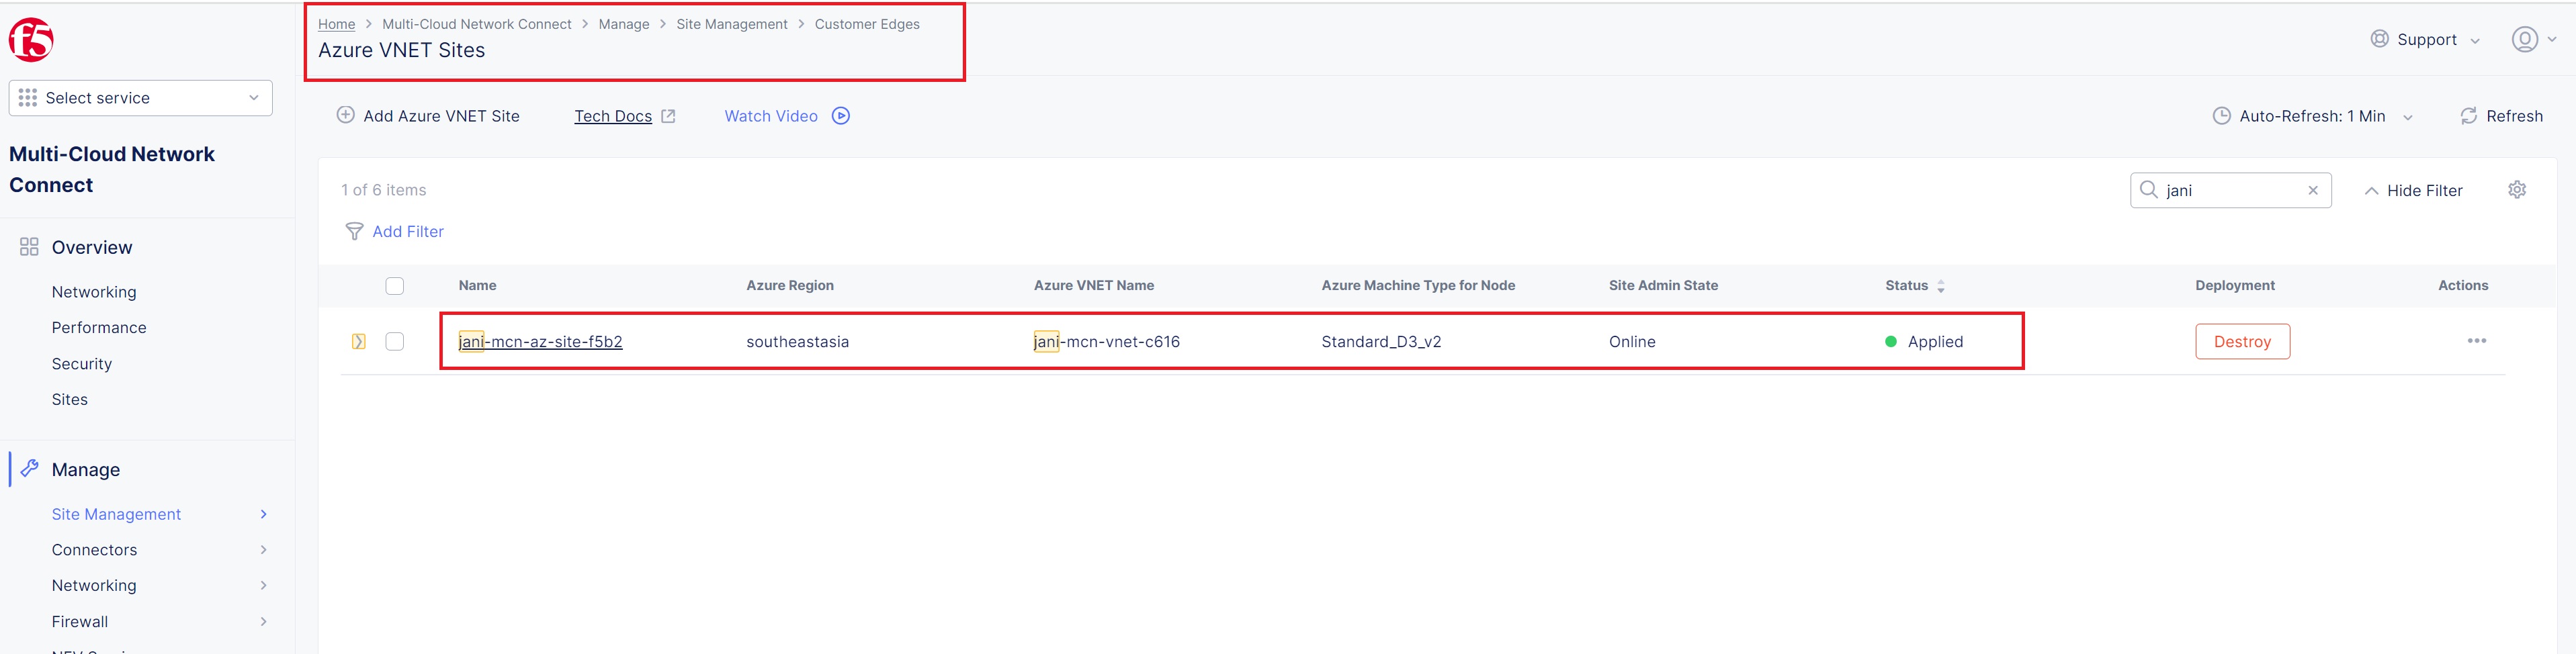 Home > Multi-Cloud Network Connect > Manage > Site Management > Customer Edges
Azure VNET Sites
Support
f5
Select service
Multi-Cloud Network
Connect
Overview
Networking
Performance
Security
Sites
Manage
Site Management
Connectors
Networking
Firewall
Add Azure VNET Site Tech Docs Watch Video Auto-Refresh: 1 Min Refresh
1 of 6 items jani Hide Filter
Add Filter
Name Azure Region Azure VNET Name Azure Machine Type for Node Site Admin State Status Deployment Actions
jani-mcn-az-site-f5b2 southeastasia jani-mcn-vnet-c616 Standard_D3_v2 Online Applied Destroy